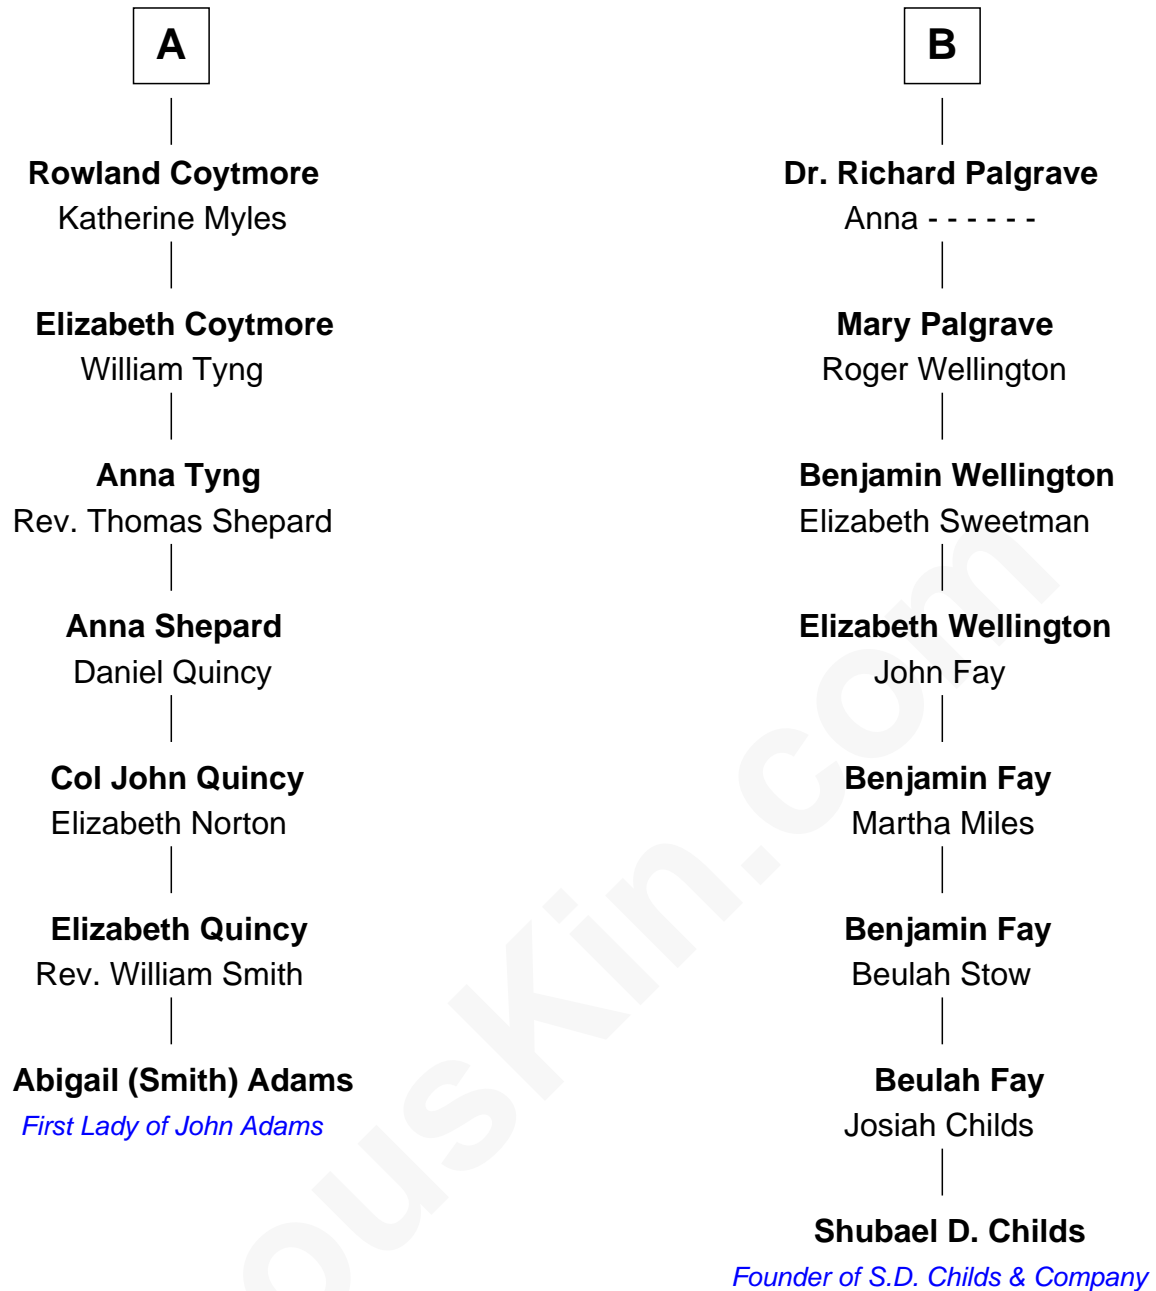 A
Rowland Coytmore
Katherine Myles
Elizabeth Coytmore
William Tyng
Anna Tyng
Rev. Thomas Shepard
Anna Shepard
Daniel Quincy
Col John Quincy
Elizabeth Norton
Elizabeth Quincy
Rev. William Smith
Abigail (Smith) Adams
First Lady of John Adams
B
Dr. Richard Palgrave
Anna - - - - - -
Mary Palgrave
Roger Wellington
Benjamin Wellington
Elizabeth Sweetman
Elizabeth Wellington
John Fay
Benjamin Fay
Martha Miles
Benjamin Fay
Beulah Stow
Beulah Fay
Josiah Childs
Shubael D. Childs
Founder of S.D. Childs & Company
ousKin.com